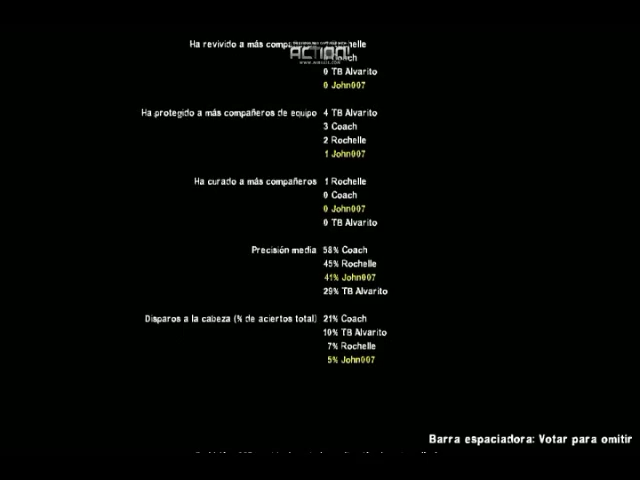 Ha revivido a más
ACTION!
0 TB Alvarito
0 John007
Ha protegido a más compañeros de equipo 4 TB Alvarito
3 Coach
2 Rochelle
1 John007
Ha curado a más compañeros 1 Rochelle
0 Coach
0 John007
0 TB Alvarito
Precisión media 58% Coach
45% Rochelle
41% John007
29% TB Alvarito
Disparos a la cabeza (% de aciertos total) 21% Coach
10% TB Alvarito
7% Rochelle
5% John007
Barra espaciadora: Votar para omitir